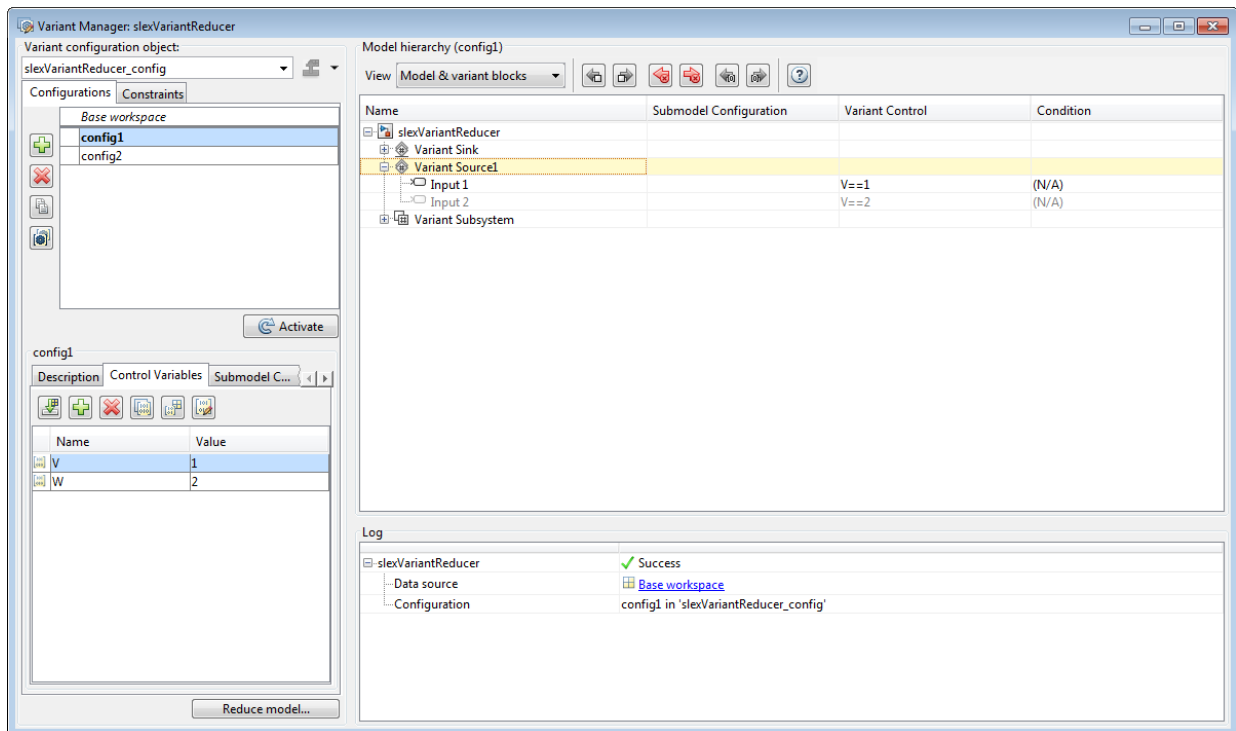 Variant Manager: slexVariantReducer
Variant configuration object:
slexVariantReducer_config
Configurations Constraints
Base workspace
config1
config2
Activate
config1
Description Control Variables Submodel C...
Name Value
V 1
W 2
Reduce model...
Model hierarchy (config1)
View Model & variant blocks
Name Submodel Configuration Variant Control Condition
slexVariantReducer
Variant Sink
Variant Source1
Input 1 V==1 (N/A)
Input 2 V==2 (N/A)
Variant Subsystem
Log
slexVariantReducer Success
Data source Base workspace
Configuration config1 in 'slexVariantReducer_config'